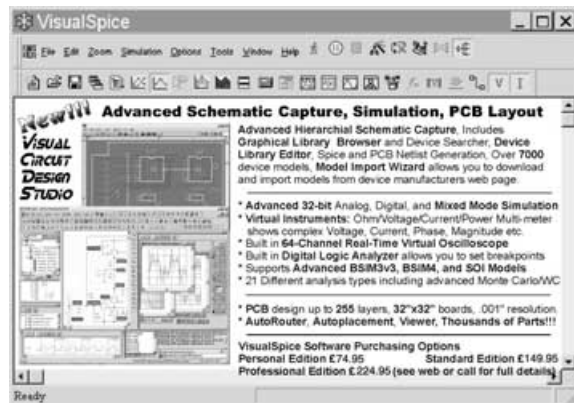 VisualSpice
File Edit Zoom Simulation Options Tools Window Help
New!!!
Advanced Schematic Capture, Simulation, PCB Layout
VISUAL
CIRCUIT
DESIGN
STUDIO
Advanced Hierarchial Schematic Capture, Includes
Graphical Library Browser and Device Searcher, Device
Library Editor, Spice and PCB Netlist Generation, Over 7000
device models, Model Import Wizard allows you to download
and import models from device manufacturers web page.
* Advanced 32-bit Analog, Digital, and Mixed Mode Simulation
* Virtual Instruments: Ohm/Voltage/Current/Power Multi-meter
shows complex Voltage, Current, Phase, Magnitude etc.
* Built in 64-Channel Real-Time Virtual Oscilloscope
* Built in Digital Logic Analyzer allows you to set breakpoints
* Supports Advanced BSIM3v3, BSIM4, and SOI Models
* 21 Different analysis types including advanced Monte Carlo/WC
* PCB design up to 255 layers, 32"x32" boards, .001" resolution.
* AutoRouter, Autoplacement, Viewer, Thousands of Parts!!!
VisualSpice Software Purchasing Options
Personal Edition £74.95 Standard Edition £149.95
Professional Edition £224.95 (see web or call for full details)
Ready